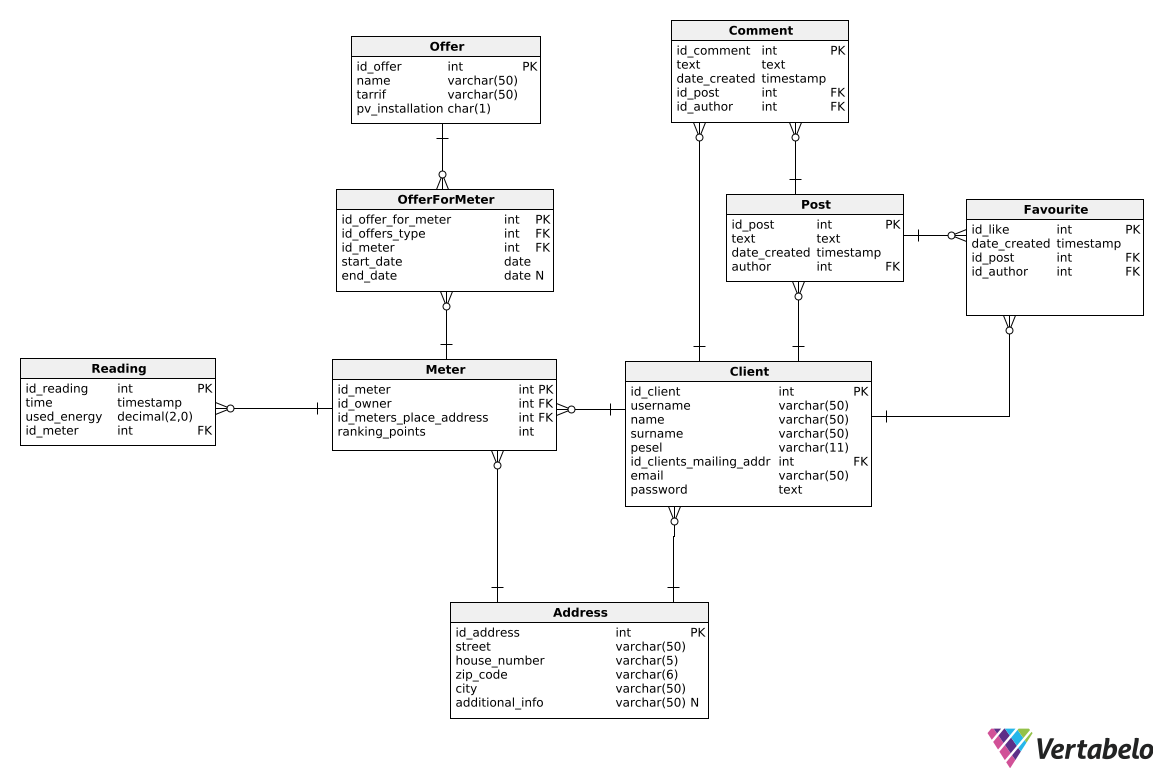 Offer
id_offer int PK
name varchar(50)
tarrif varchar(50)
pv_installation char(1)
Comment
id_comment int PK
text text
date_created timestamp
id_post int FK
id_author int FK
OfferForMeter
id_offer_for_meter int PK
id_offers_type int FK
id_meter int FK
start_date date
end_date date N
Post
id_post int PK
text text
date_created timestamp
author int FK
Favourite
id_like int PK
date_created timestamp
id_post int FK
id_author int FK
Reading
id_reading int PK
time timestamp
used_energy decimal(2,0)
id_meter int FK
Meter
id_meter int PK
id_owner int FK
id_meters_place_address int FK
ranking_points int
Client
id_client int PK
username varchar(50)
name varchar(50)
surname varchar(50)
pesel varchar(11)
id_clients_mailing_addr int FK
email varchar(50)
password text
Address
id_address int PK
street varchar(50)
house_number varchar(5)
zip_code varchar(6)
city varchar(50)
additional_info varchar(50) N
Vertabelo